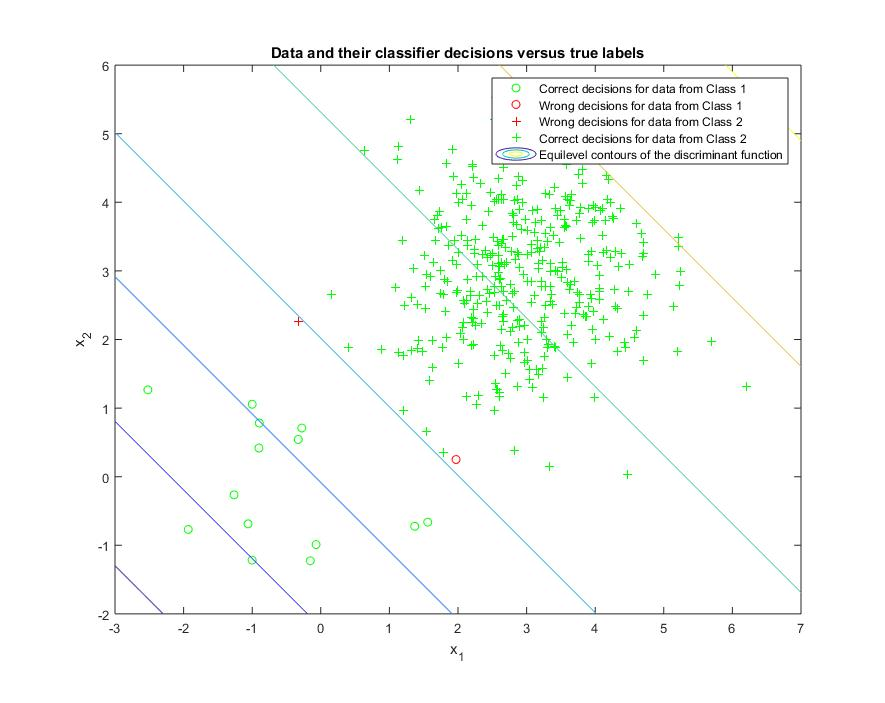 Data and their classifier decisions versus true labels
Correct decisions for data from Class 1
Wrong decisions for data from Class 1
Wrong decisions for data from Class 2
Correct decisions for data from Class 2
Equilevel contours of the discriminant function
6
5
4
3
2
1
0
-1
-2
x_2
-3 -2 -1 0 1 2 3 4 5 6 7
x_1